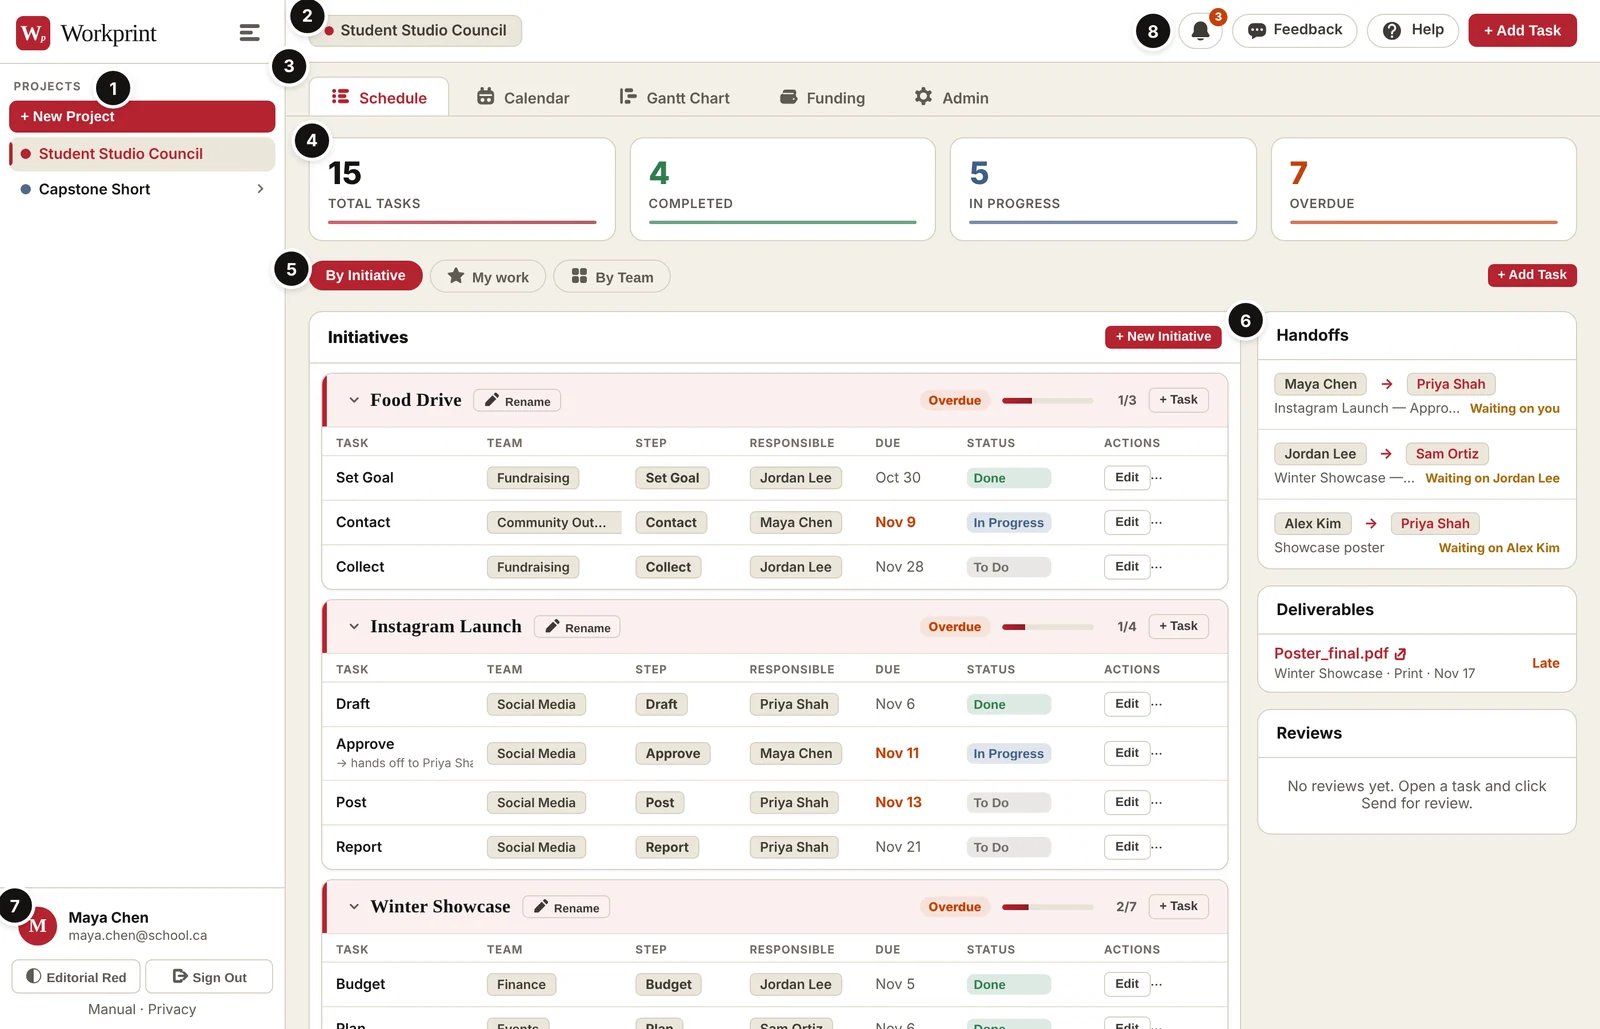 Wp Workprint
PROJECTS
1
+ New Project
Student Studio Council
Capstone Short
7
M
Maya Chen
maya.chen@school.ca
Editorial Red
Sign Out
Manual · Privacy
2
Student Studio Council
8
3
Feedback
? Help
+ Add Task
3
Schedule
Calendar
Gantt Chart
Funding
Admin
4
15
TOTAL TASKS
4
COMPLETED
5
IN PROGRESS
7
OVERDUE
5
By Initiative
My work
By Team
+ Add Task
Initiatives
+ New Initiative
Food Drive
Rename
Overdue
1/3
+ Task
TASK TEAM STEP RESPONSIBLE DUE STATUS ACTIONS
Set Goal Fundraising Set Goal Jordan Lee Oct 30 Done Edit ...
Contact Community Out... Contact Maya Chen Nov 9 In Progress Edit ...
Collect Fundraising Collect Jordan Lee Nov 28 To Do Edit ...
Instagram Launch
Rename
Overdue
1/4
+ Task
TASK TEAM STEP RESPONSIBLE DUE STATUS ACTIONS
Draft Social Media Draft Priya Shah Nov 6 Done Edit ...
Approve Social Media Approve Maya Chen Nov 11 In Progress Edit ...
→ hands off to Priya Sha
Post Social Media Post Priya Shah Nov 13 To Do Edit ...
Report Social Media Report Priya Shah Nov 21 To Do Edit ...
Winter Showcase
Rename
Overdue
2/7
+ Task
TASK TEAM STEP RESPONSIBLE DUE STATUS ACTIONS
Budget Finance Budget Jordan Lee Nov 5 Done Edit ...
Plan Events Plan Sam Ortiz Nov 6 Done Edit ...
6
Handoffs
Maya Chen → Priya Shah
Instagram Launch — Appro... Waiting on you
Jordan Lee → Sam Ortiz
Winter Showcase —... Waiting on Jordan Lee
Alex Kim → Priya Shah
Showcase poster Waiting on Alex Kim
Deliverables
Poster_final.pdf
Winter Showcase · Print · Nov 17
Late
Reviews
No reviews yet. Open a task and click
Send for review.